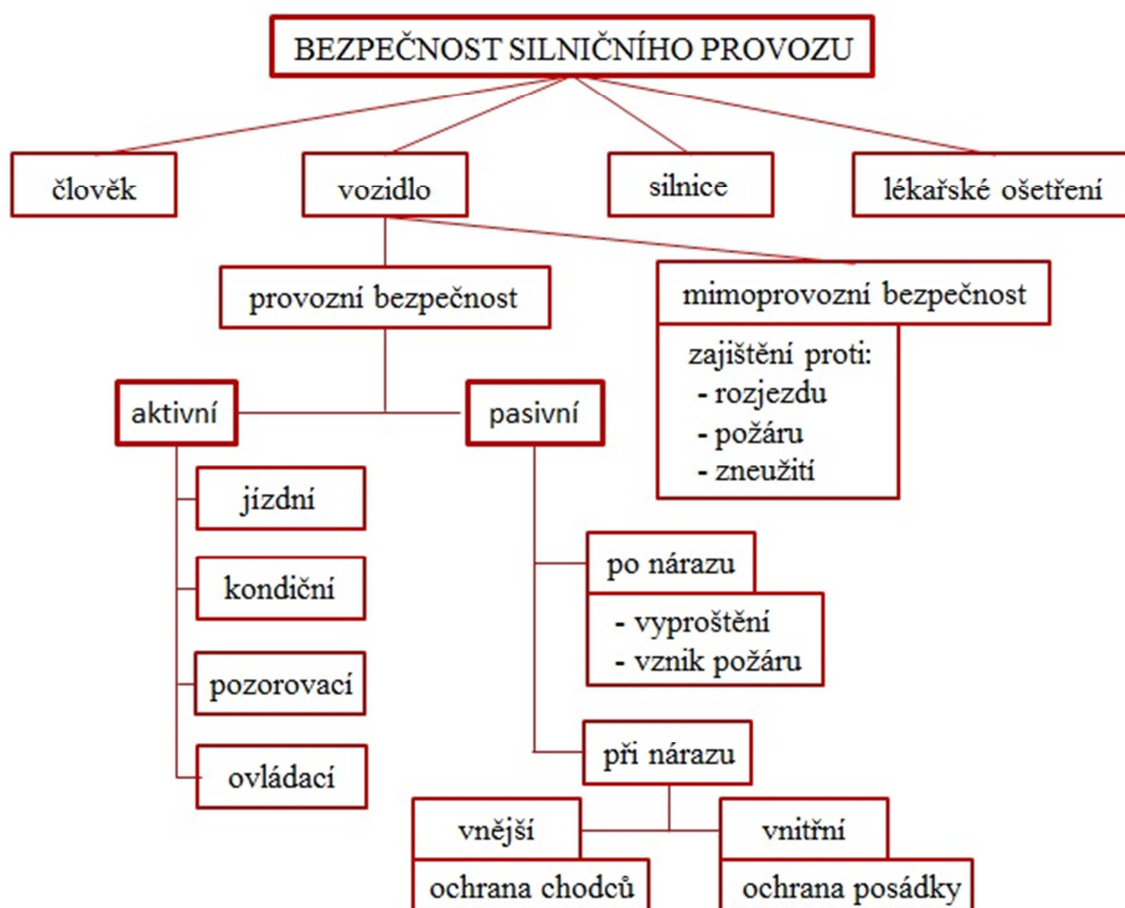 BEZPEČNOST SILNIČNÍHO PROVOZU
člověk
vozidlo
silnice
lékařské ošetření
provozní bezpečnost
mimoprovozní bezpečnost
zajištění proti:
- rozjezdu
- požáru
- zneužití
aktivní
pasivní
jízdní
kondiční
pozorovací
ovládací
po nárazu
- vyproštění
- vznik požáru
při nárazu
vnější
ochrana chodců
vnitřní
ochrana posádky